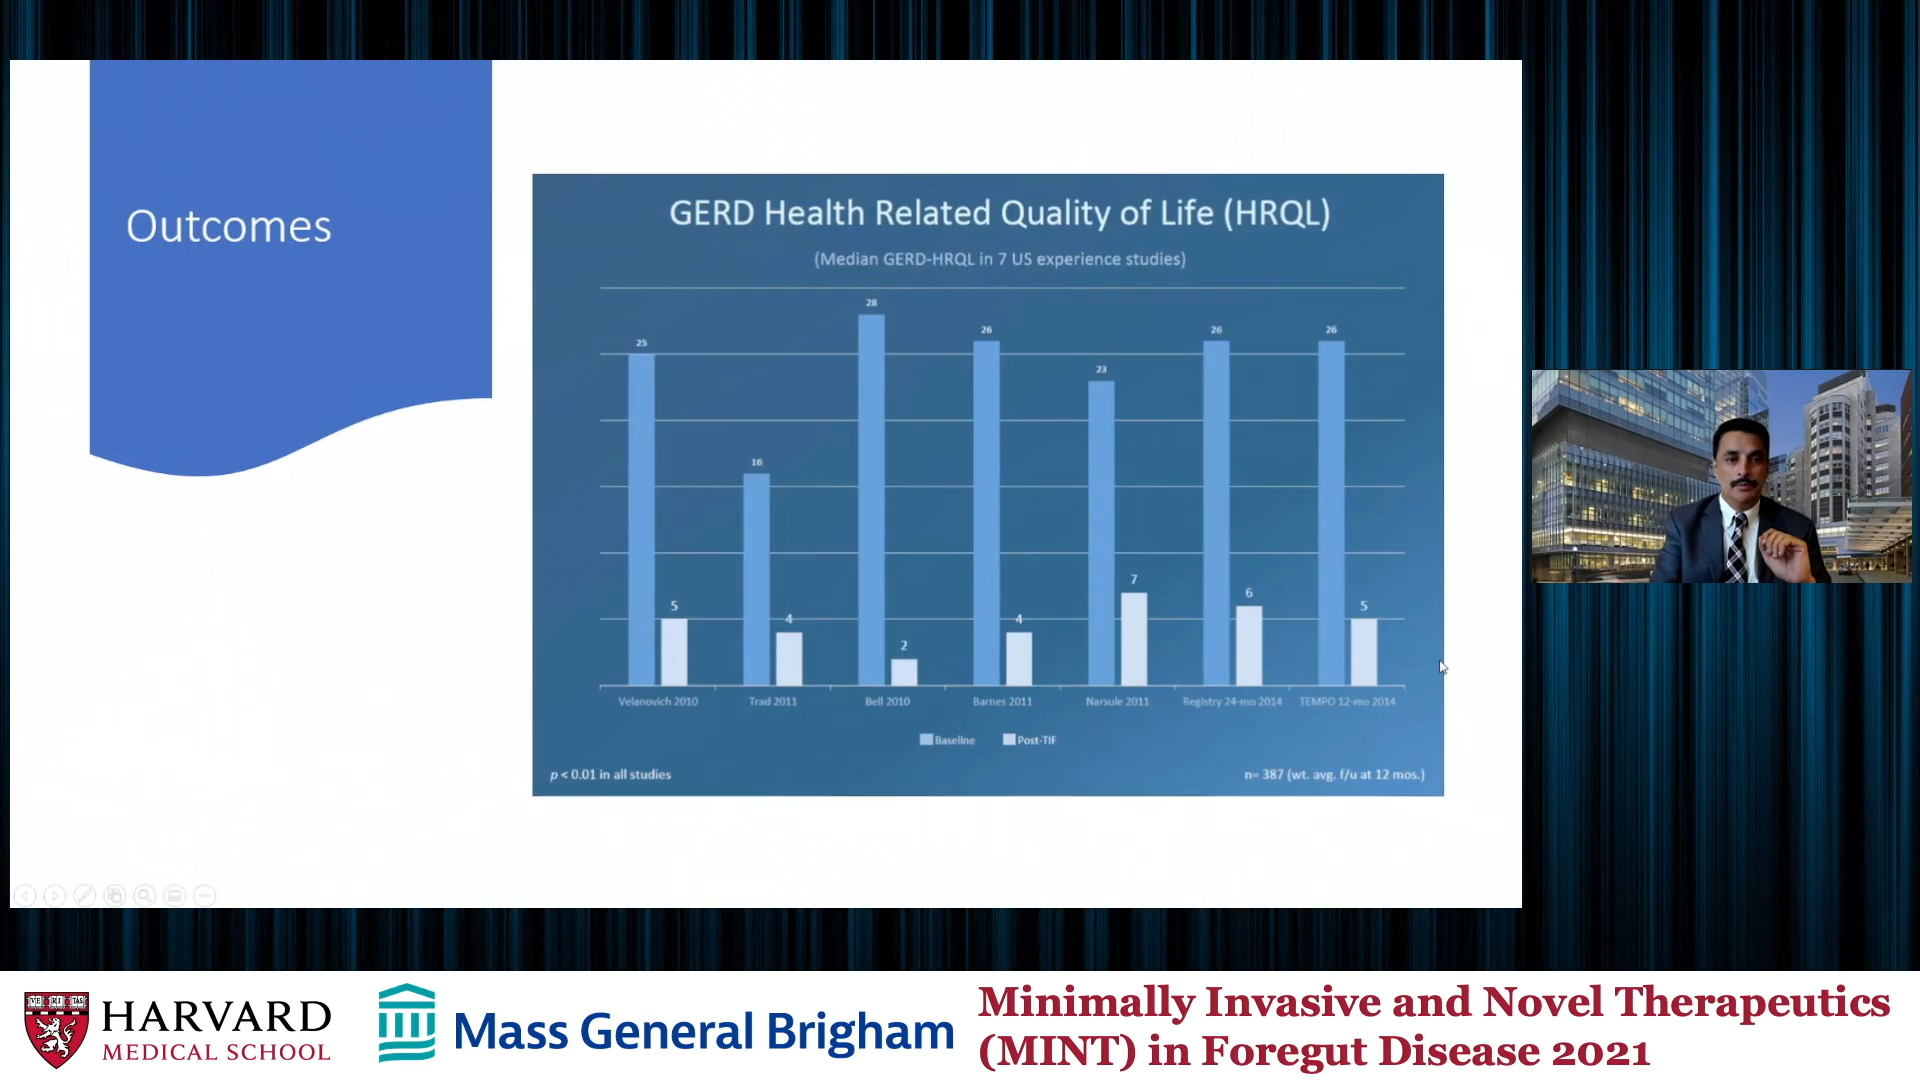 Outcomes
GERD Health Related Quality of Life (HRQL)
(Median GERD-HRQL in 7 US experience studies)
28
26
26
26
25
23
16
7
6
5
5
4
4
2
Velanovich 2010
Trad 2011
Bell 2010
Barnes 2011
Narsule 2011
Registry 24-mo 2014
TEMPO 12-mo 2014
Baseline
Post-TIF
p < 0.01 in all studies
n= 387 (wt. avg. f/u at 12 mos.)
VE RI TAS
HARVARD
MEDICAL SCHOOL
Mass General Brigham
Minimally Invasive and Novel Therapeutics
(MINT) in Foregut Disease 2021